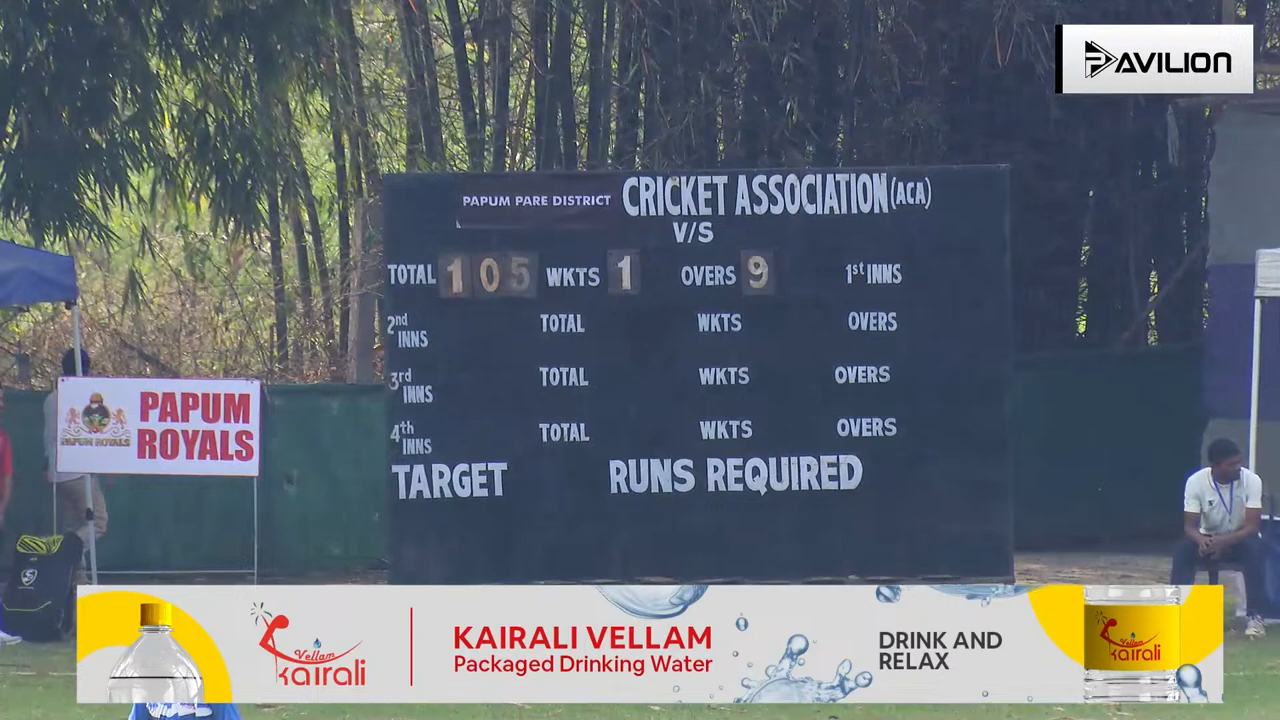 PAVILION
PAPUM PARE DISTRICT CRICKET ASSOCIATION (ACA)
V/S
TOTAL 105 WKTS 1 OVERS 9 1st INNS
2nd INNS TOTAL WKTS OVERS
3rd INNS TOTAL WKTS OVERS
4th INNS TOTAL WKTS OVERS
TARGET RUNS REQUIRED
PAPUM ROYALS
PAPUM
ROYALS
Vellam
kairali
KAIRALI VELLAM
Packaged Drinking Water
DRINK AND
RELAX
Vellam
kairali